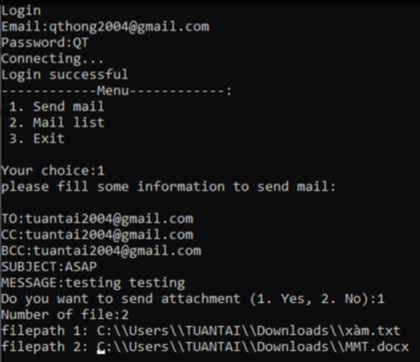 Login
Email:qthong2004@gmail.com
Password:QT
Connecting...
Login successful
------------Menu------------:
1. Send mail
2. Mail list
3. Exit
Your choice:1
please fill some information to send mail:
TO:tuantai2004@gmail.com
CC:tuantai2004@gmail.com
BCC:tuantai2004@gmail.com
SUBJECT:ASAP
MESSAGE:testing testing
Do you want to send attachment (1. Yes, 2. No):1
Number of file:2
filepath 1: C:\\Users\\TUANTAI\\Downloads\\xàm.txt
filepath 2: C:\\Users\\TUANTAI\\Downloads\\MMT.docx